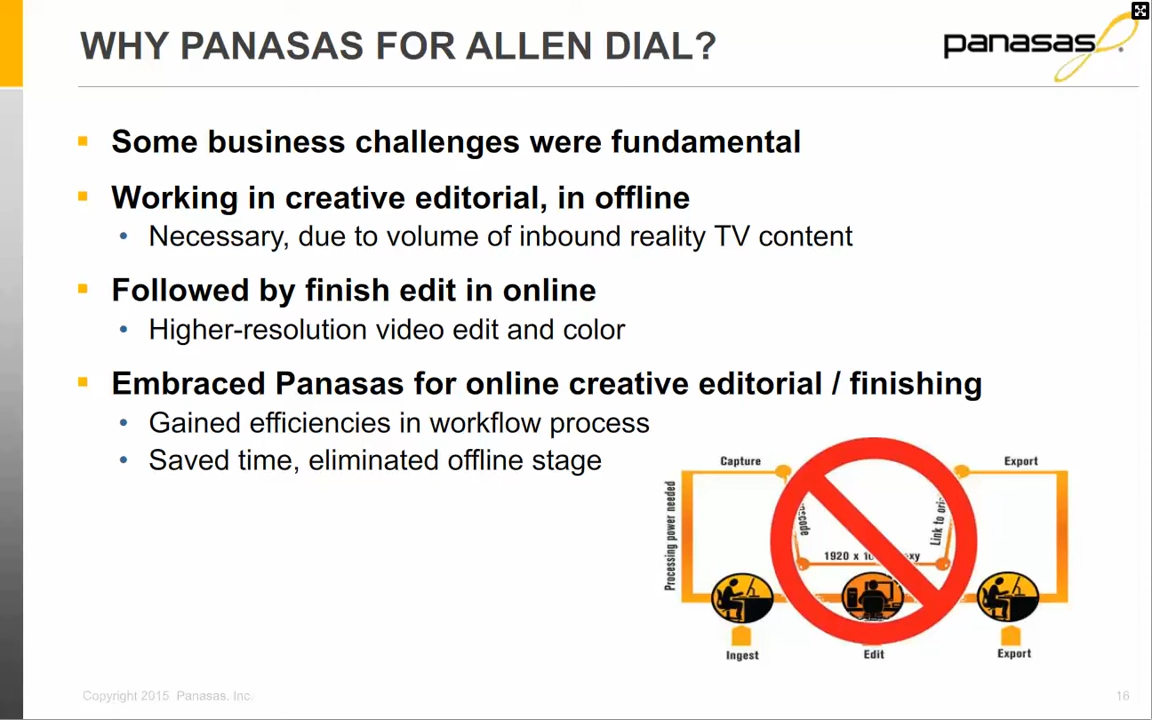 WHY PANASAS FOR ALLEN DIAL?
panasas
Some business challenges were fundamental
Working in creative editorial, in offline
Necessary, due to volume of inbound reality TV content
Followed by finish edit in online
Higher-resolution video edit and color
Embraced Panasas for online creative editorial / finishing
Gained efficiencies in workflow process
Saved time, eliminated offline stage
Capture
Export
Processing power needed
Link to
1920 x
Ingest
Edit
Export
Copyright 2015 Panasas, Inc.
16